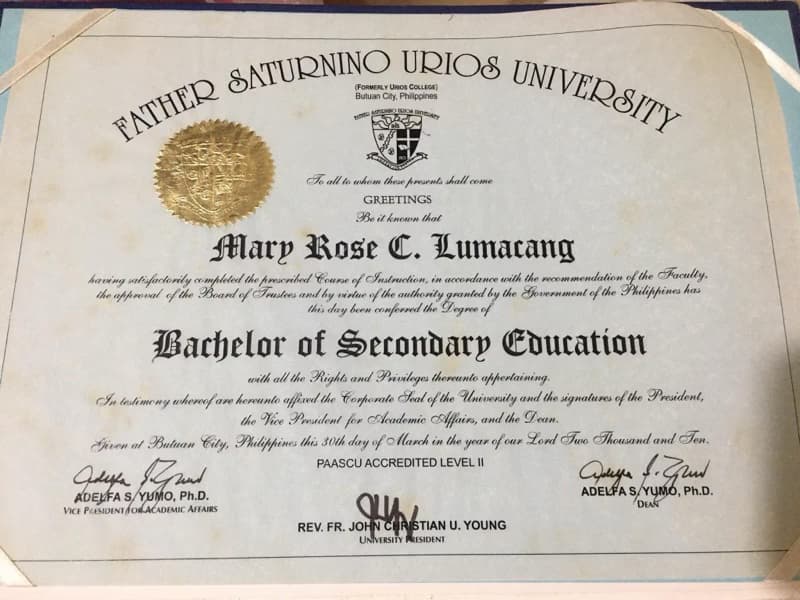 FATHER SATURNINO URIOS UNIVERSITY
(FORMERLY URIOS COLLEGE)
Butuan City, Philippines
FATHER SATURNINO URIOS UNIVERSITY
To all to whom these presents shall come
GREETINGS
Be it known that
Mary Rose C. Lumacang
having satisfactorily completed the prescribed Course of Instruction, in accordance with the recommendation of the Faculty,
the approval of the Board of Trustees and by virtue of the authority granted by the Government of the Philippines has
this day been conferred the Degree of
Bachelor of Secondary Education
with all the Rights and Privileges thereunto appertaining.
In testimony whereof are hereunto affixed the Corporate Seal of the University and the signatures of the President,
the Vice President for Academic Affairs, and the Dean.
Given at Butuan City, Philippines this 30th day of March in the year of our Lord Two Thousand and Ten.
PAASCU ACCREDITED LEVEL II
ADELFA S. YUMO, Ph.D.
VICE PRESIDENT FOR ACADEMIC AFFAIRS
ADELFA S. YUMO, Ph.D.
DEAN
REV. FR. JOHN CHRISTIAN U. YOUNG
UNIVERSITY PRESIDENT